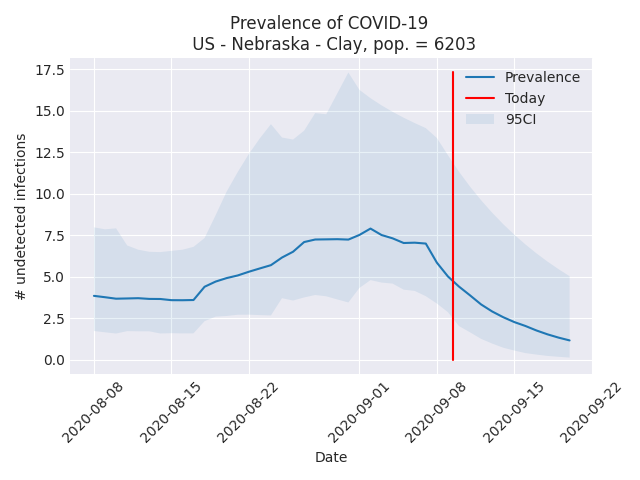 Prevalence of COVID-19
US - Nebraska - Clay, pop. = 6203
17.5
15.0
12.5
10.0
7.5
5.0
2.5
0.0
# undetected infections
Prevalence
Today
95CI
2020-08-08
2020-08-15
2020-08-22
2020-09-01
2020-09-08
2020-09-15
2020-09-22
Date